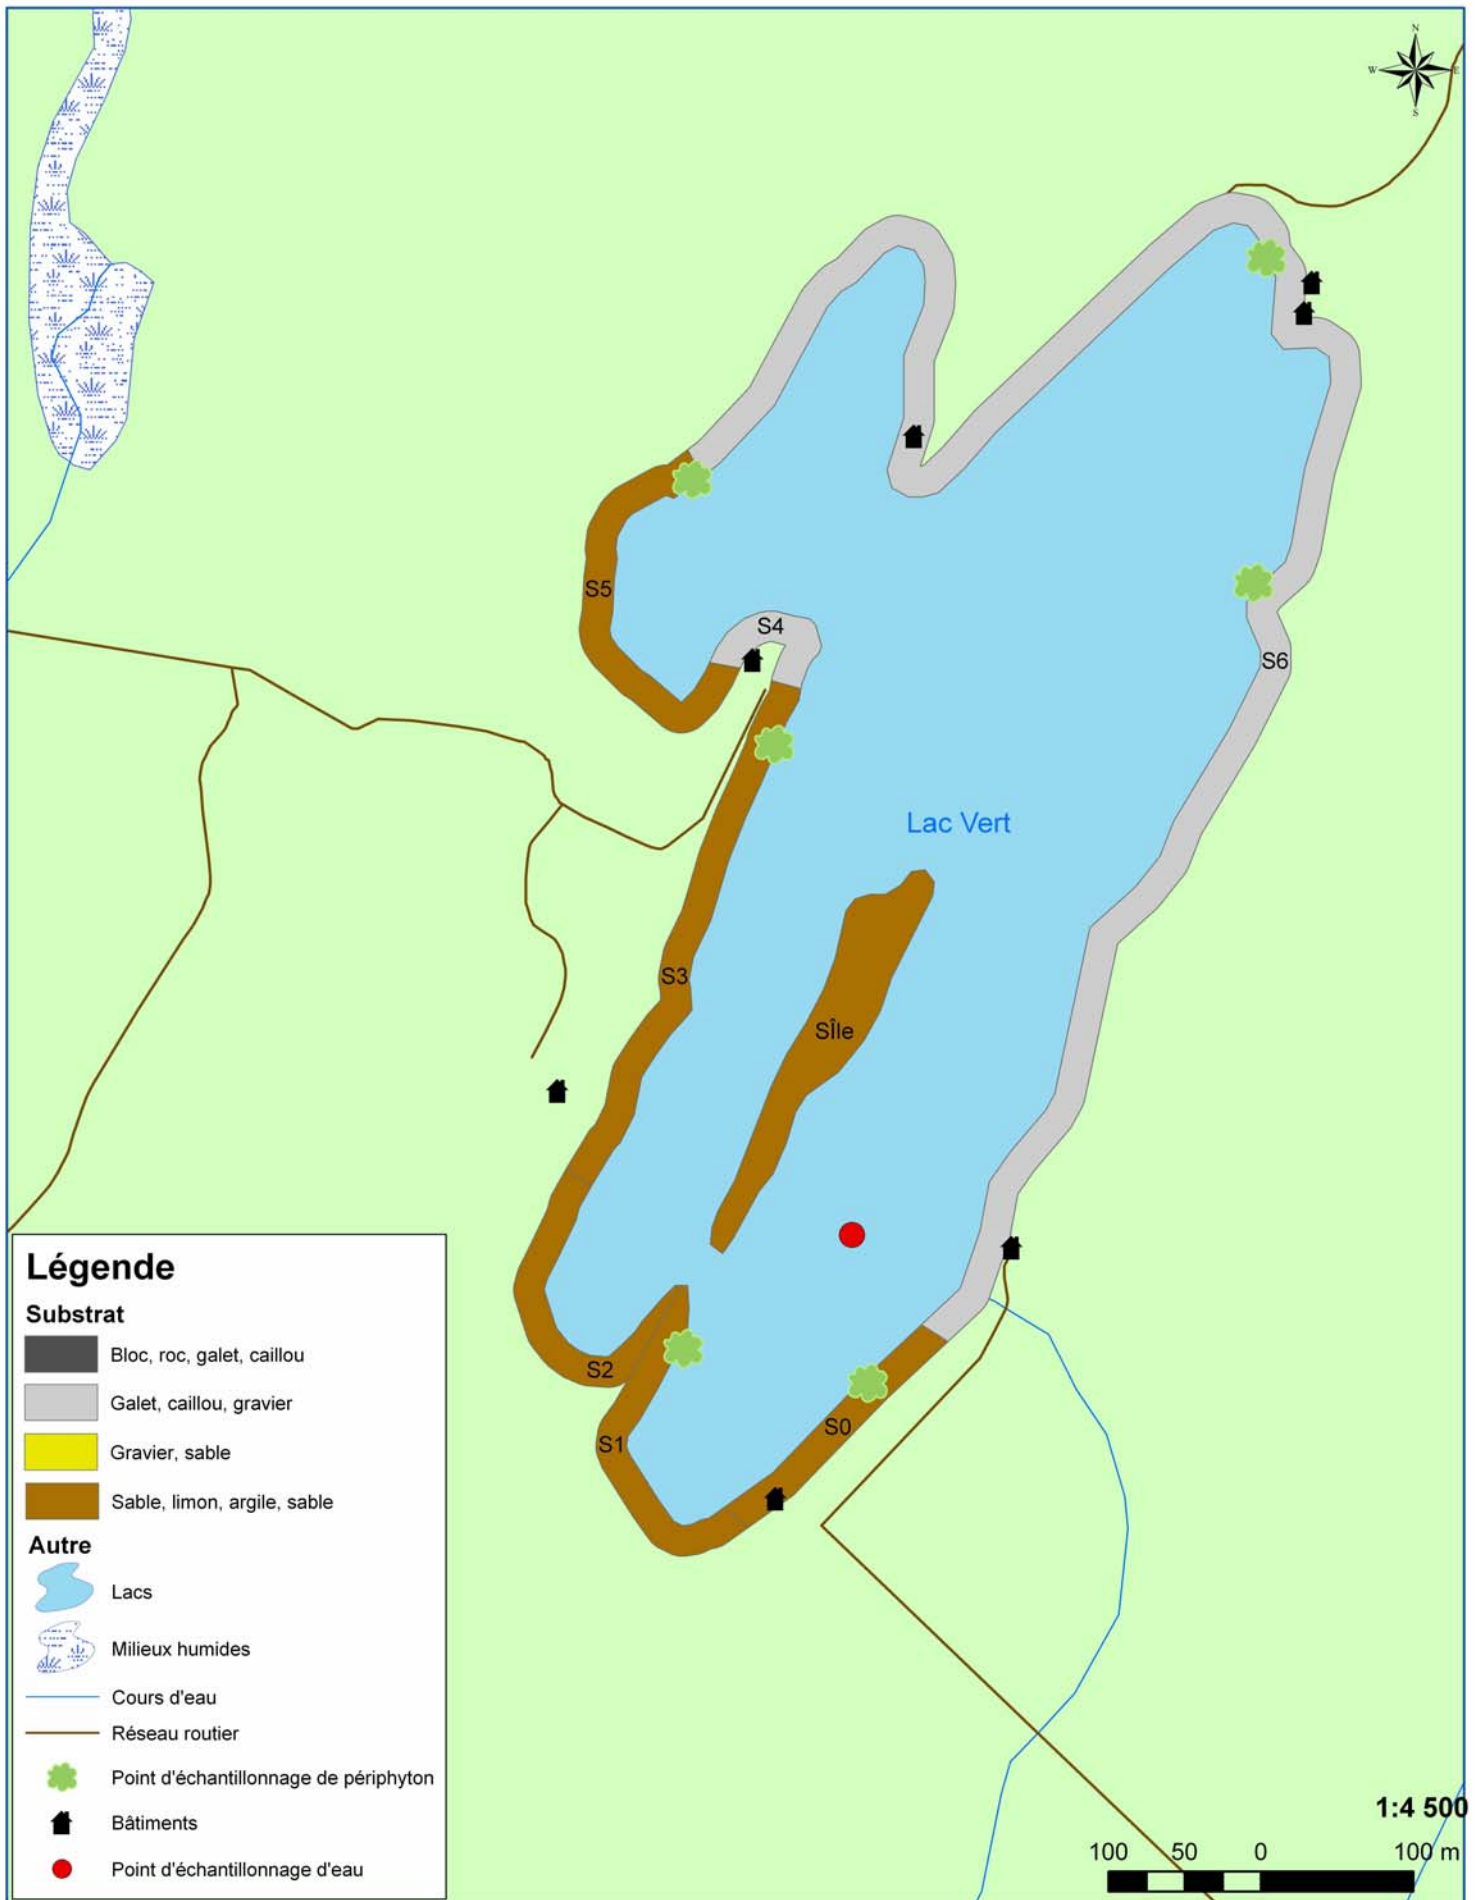 N
W E
S
S5
S4
S6
Lac Vert
S3
SÎle
S2
S0
S1
Légende
Substrat
Bloc, roc, galet, caillou
Galet, caillou, gravier
Gravier, sable
Sable, limon, argile, sable
Autre
Lacs
Milieux humides
Cours d'eau
Réseau routier
Point d'échantillonnage de périphyton
Bâtiments
Point d'échantillonnage d'eau
1:4 500
100 50 0 100 m